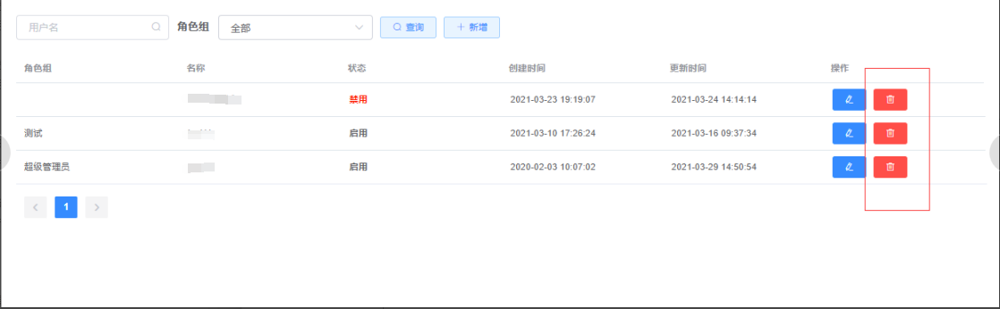 用户名 角色组 全部 查询 新增
角色组 名称 状态 创建时间 更新时间 操作
禁用 2021-03-23 19:19:07 2021-03-24 14:14:14
测试 启用 2021-03-10 17:26:24 2021-03-16 09:37:34
超级管理员 启用 2020-02-03 10:07:02 2021-03-29 14:50:54
1